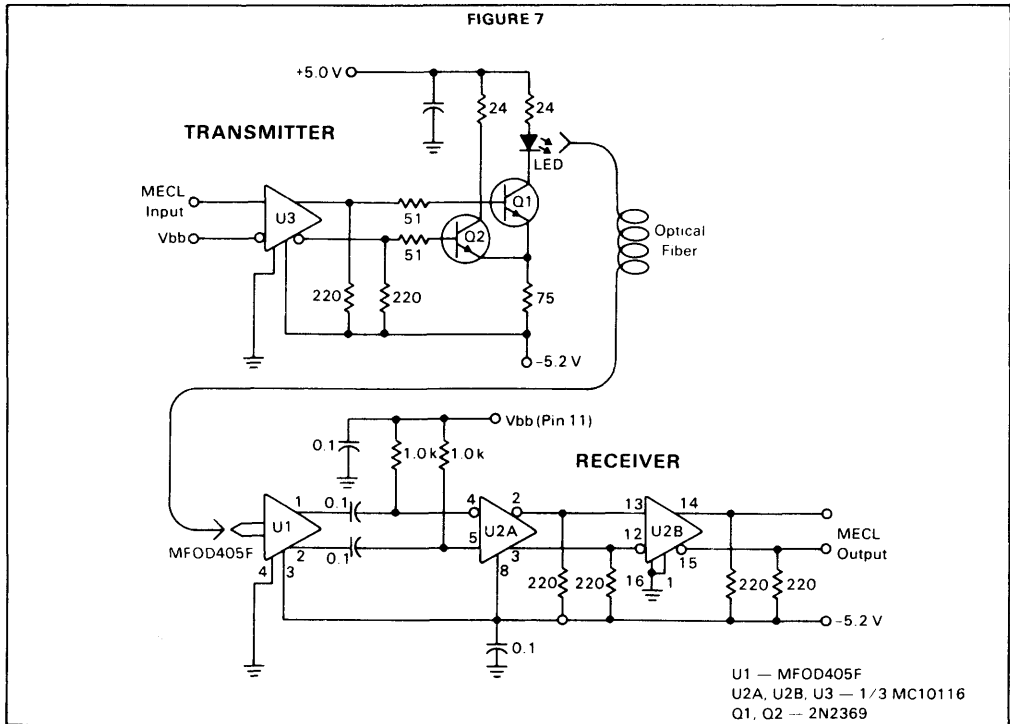 FIGURE 7
+5.0 V
24
24
TRANSMITTER
LED
MECL
Input
U3
Q1
51
Vbb
Q2
51
Optical
Fiber
220
220
75
-5.2 V
Vbb (Pin 11)
0.1
1.0 k
1.0 k
RECEIVER
1
0.1
4
2
13
14
U1
U2A
U2B
MECL
Output
MFOD405F
2
0.1
5
3
12
15
4
3
8
16
1
220
220
220
220
-5.2 V
0.1
U1 — MFOD405F
U2A, U2B, U3 — 1/3 MC10116
Q1, Q2 — 2N2369